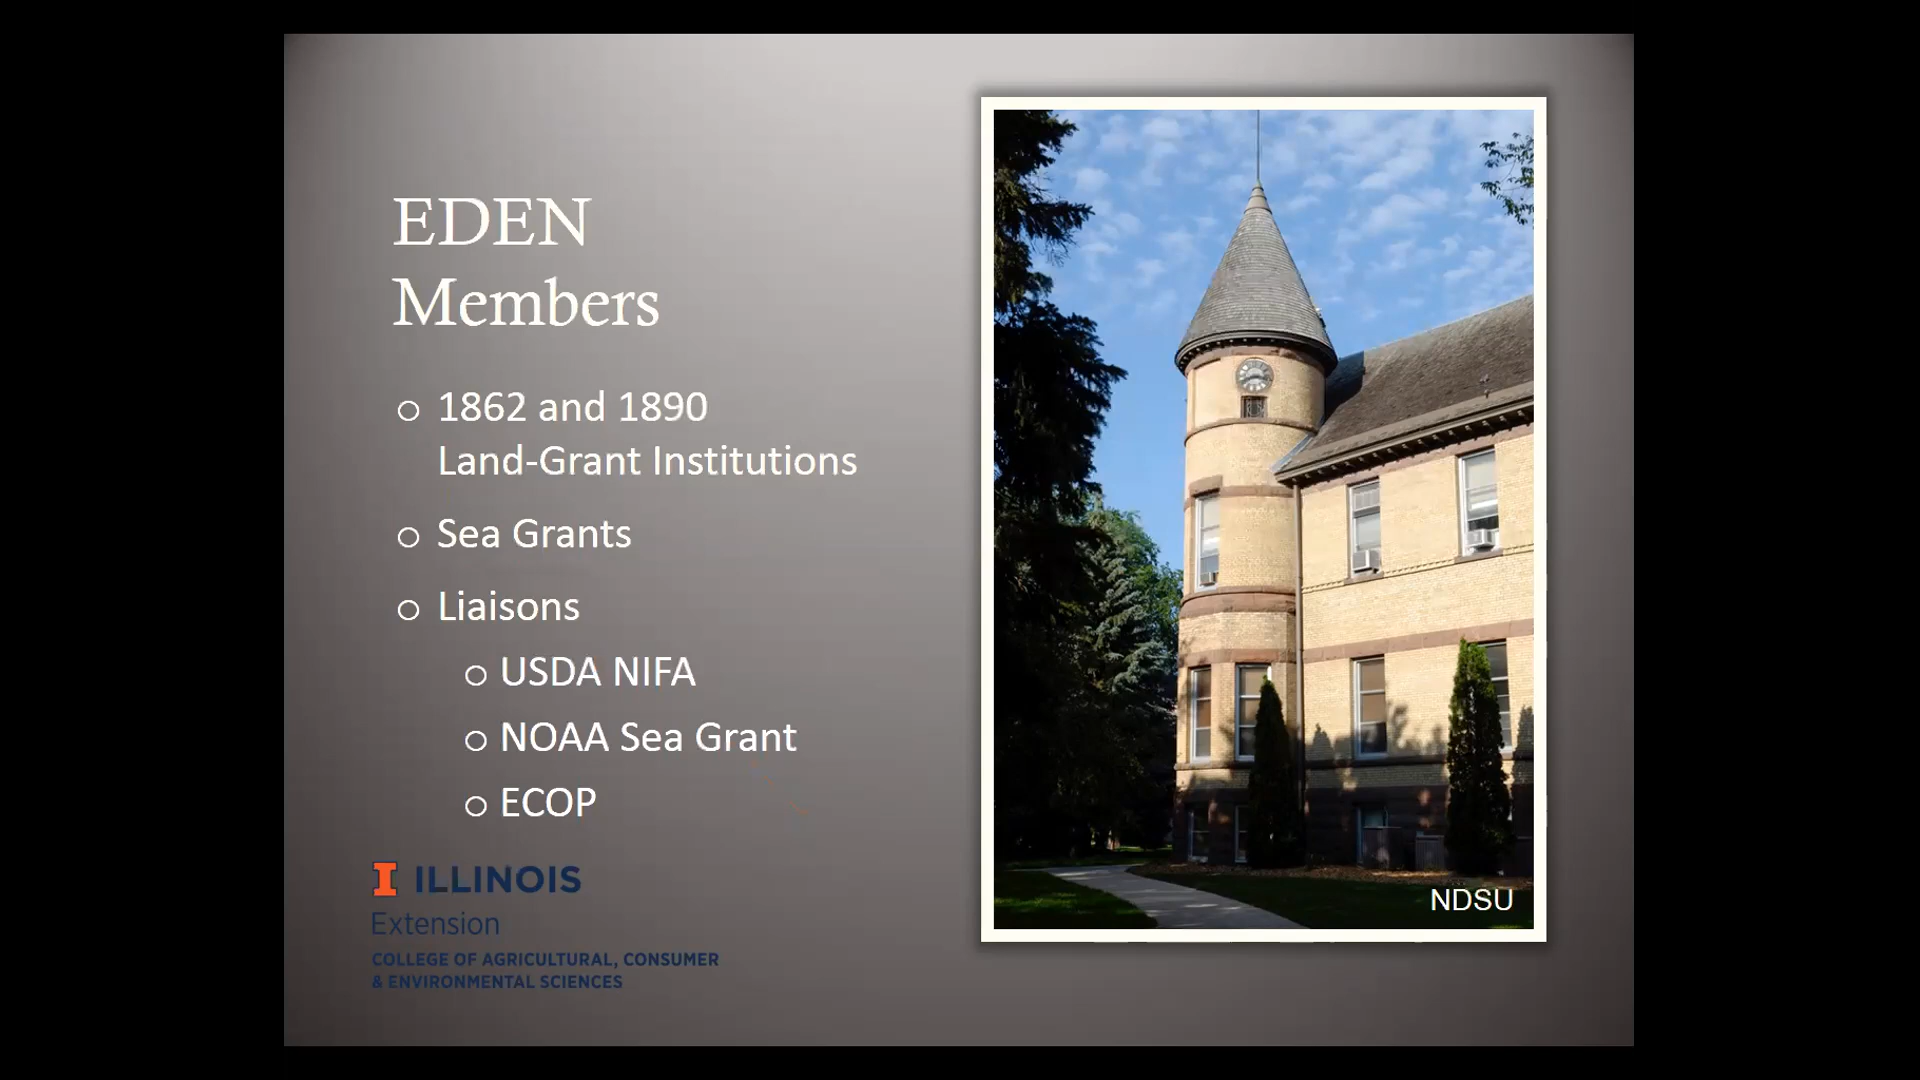 EDEN
Members
1862 and 1890
Land-Grant Institutions
Sea Grants
Liaisons
USDA NIFA
NOAA Sea Grant
ECOP
I ILLINOIS
Extension
COLLEGE OF AGRICULTURAL, CONSUMER
& ENVIRONMENTAL SCIENCES
NDSU